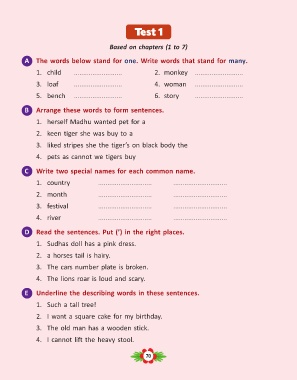 Test 1
Based on chapters (1 to 7)
A The words below stand for one. Write words that stand for many.
1. child ........................ 2. monkey ........................
3. loaf ........................ 4. woman ........................
5. bench ........................ 6. story ........................
B Arrange these words to form sentences.
1. herself Madhu wanted pet for a
2. keen tiger she was buy to a
3. liked stripes she the tiger's on black body the
4. pets as cannot we tigers buy
C Write two special names for each common name.
1. country ........................ ........................
2. month ........................ ........................
3. festival ........................ ........................
4. river ........................ ........................
D Read the sentences. Put (') in the right places.
1. Sudhas doll has a pink dress.
2. a horses tail is hairy.
3. The cars number plate is broken.
4. The lions roar is loud and scary.
E Underline the describing words in these sentences.
1. Such a tall tree!
2. I want a square cake for my birthday.
3. The old man has a wooden stick.
4. I cannot lift the heavy stool.
70